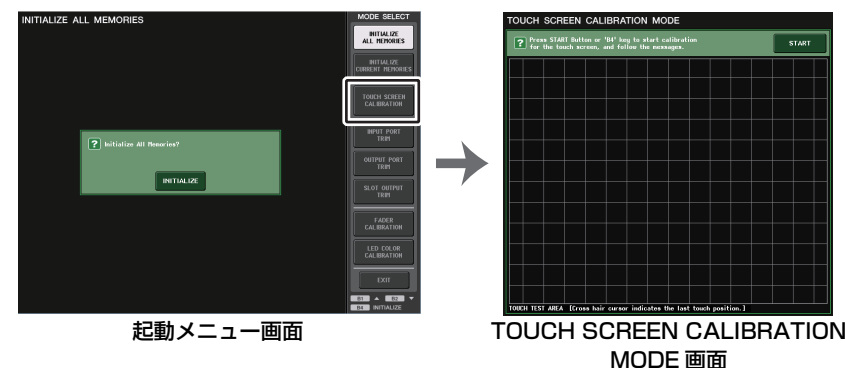 INITIALIZE ALL MEMORIES
? Initialize All Memories?
INITIALIZE
MODE SELECT
INITIALIZE
ALL MEMORIES
INITIALIZE
CURRENT MEMORIES
TOUCH SCREEN
CALIBRATION
INPUT PORT
TRIM
OUTPUT PORT
TRIM
SLOT OUTPUT
TRIM
FADER
CALIBRATION
LED COLOR
CALIBRATION
EXIT
B1 ▲ B2 ▼
B4 INITIALIZE
起動メニュー画面
TOUCH SCREEN CALIBRATION MODE
? Press START Button or 'B4' key to start calibration
for the touch screen, and follow the messages.
START
TOUCH TEST AREA [Cross hair cursor indicates the last touch position.]
TOUCH SCREEN CALIBRATION
MODE 画面